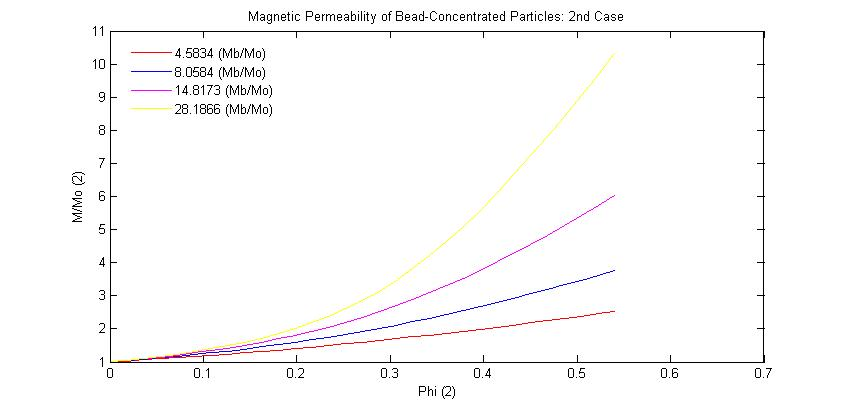 Magnetic Permeability of Bead-Concentrated Particles: 2nd Case
11
10
9
8
7
6
5
4
3
2
1
M/Mo (2)
4.5834 (Mb/Mo)
8.0584 (Mb/Mo)
14.8173 (Mb/Mo)
28.1866 (Mb/Mo)
0 0.1 0.2 0.3 0.4 0.5 0.6 0.7
Phi (2)